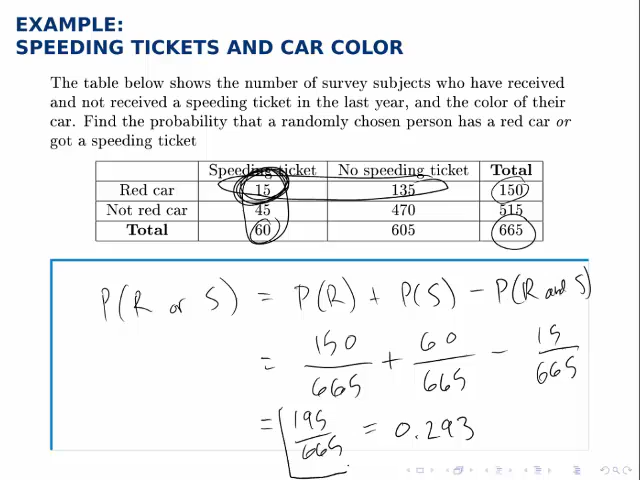 EXAMPLE:
SPEEDING TICKETS AND CAR COLOR
The table below shows the number of survey subjects who have received
and not received a speeding ticket in the last year, and the color of their
car. Find the probability that a randomly chosen person has a red car or
got a speeding ticket
Speeding ticket No speeding ticket Total
Red car 15 135 150
Not red car 45 470 515
Total 60 605 665
P(R or S) = P(R) + P(S) - P(R and S)
= 150/665 + 60/665 - 15/665
= 195/665 = 0.293